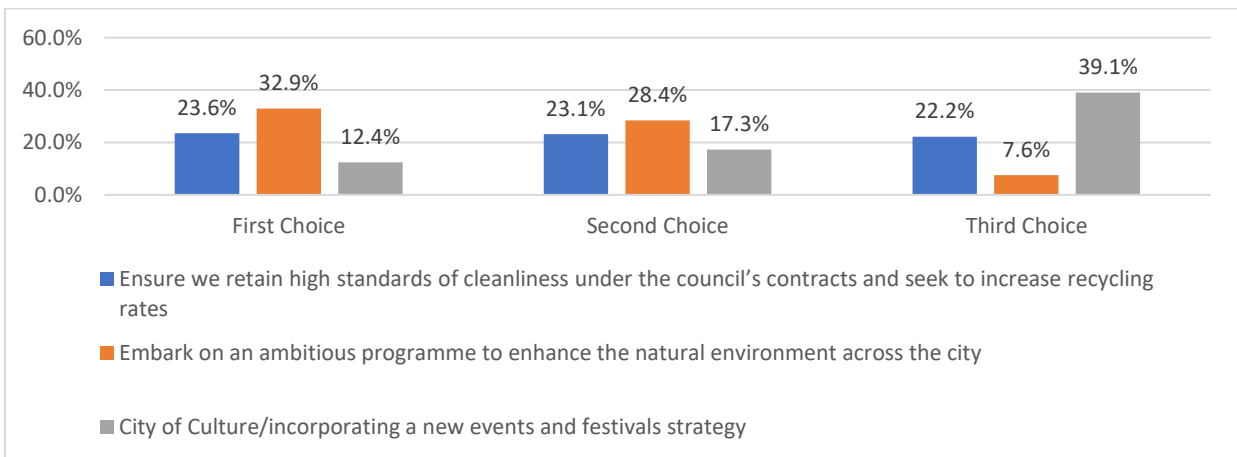 60.0%
40.0%
20.0%
0.0%
23.6%
32.9%
12.4%
23.1%
28.4%
17.3%
22.2%
7.6%
39.1%
First Choice
Second Choice
Third Choice
Ensure we retain high standards of cleanliness under the council’s contracts and seek to increase recycling
rates
Embark on an ambitious programme to enhance the natural environment across the city
City of Culture/incorporating a new events and festivals strategy